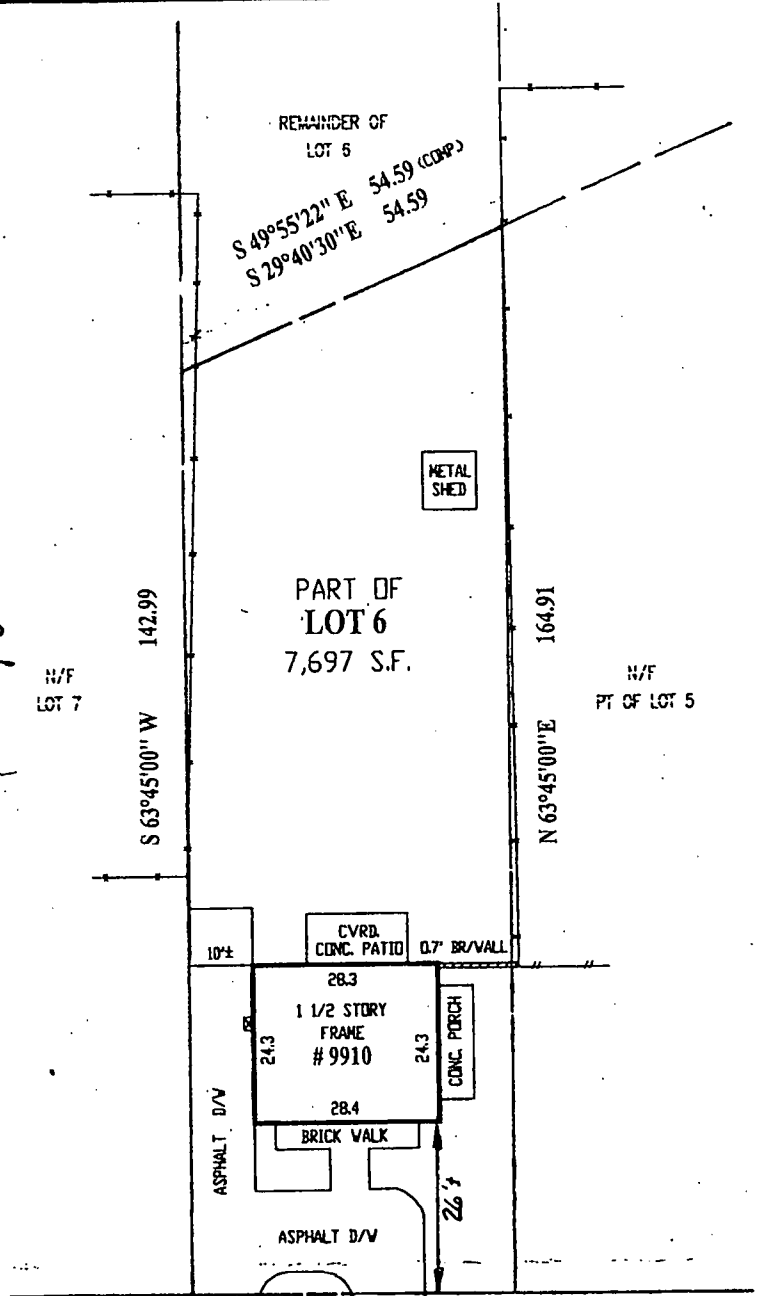 REMAINDER OF
LOT 6
S 49°55'22" E 54.59 (COMP)
S 29°40'30"E 54.59
METAL
SHED
PART OF
LOT 6
7,697 S.F.
142.99
S 63°45'00" W
164.91
N 63°45'00"E
N/F
LOT 7
N/F
PT OF LOT 5
10'±
CVRD.
CONC. PATIO
0.7' BR/WALL
28.3
1 1/2 STORY
FRAME
# 9910
24.3
24.3
CONC. PORCH
28.4
BRICK WALK
ASPHALT D/W
26'±
ASPHALT D/W